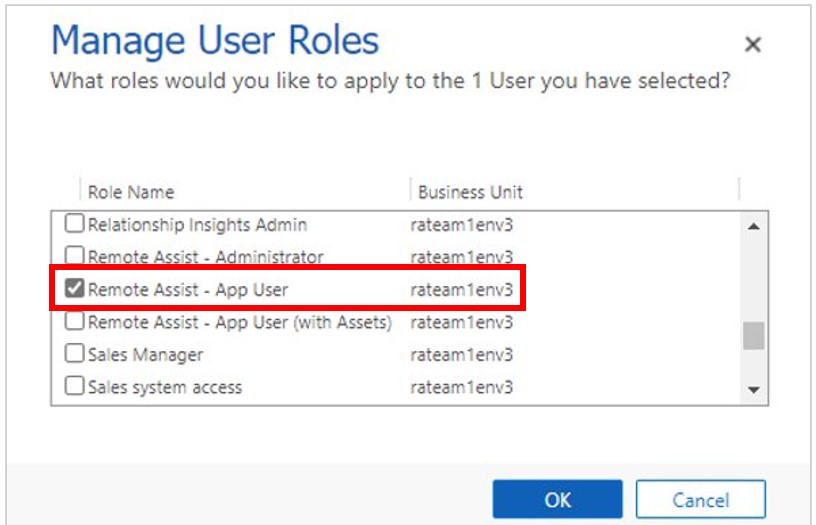 Manage User Roles
What roles would you like to apply to the 1 User you have selected?
Role Name Business Unit
Relationship Insights Admin rateam1env3
Remote Assist - Administrator rateam1env3
Remote Assist - App User rateam1env3
Remote Assist - App User (with Assets) rateam1env3
Sales Manager rateam1env3
Sales system access rateam1env3
OK Cancel